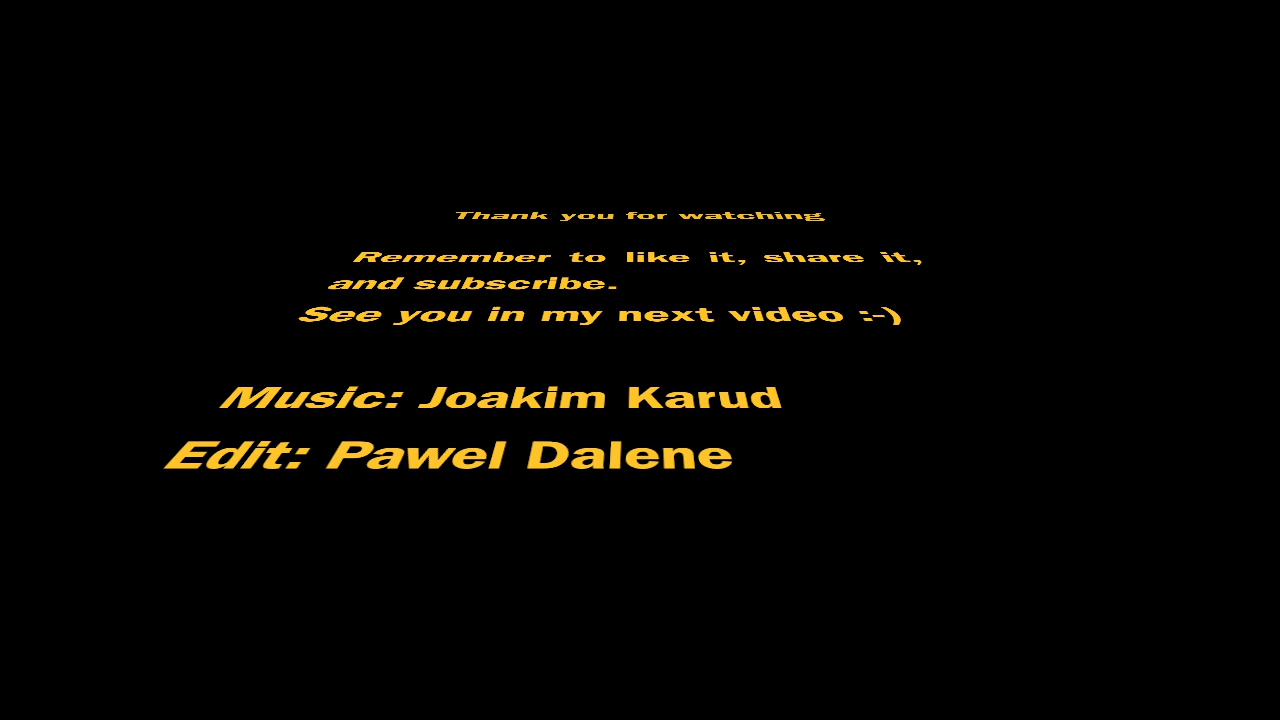 Thank you for watching
Remember to like it, share it,
and subscribe.
See you in my next video :-)
Music: Joakim Karud
Edit: Pawel Dalene